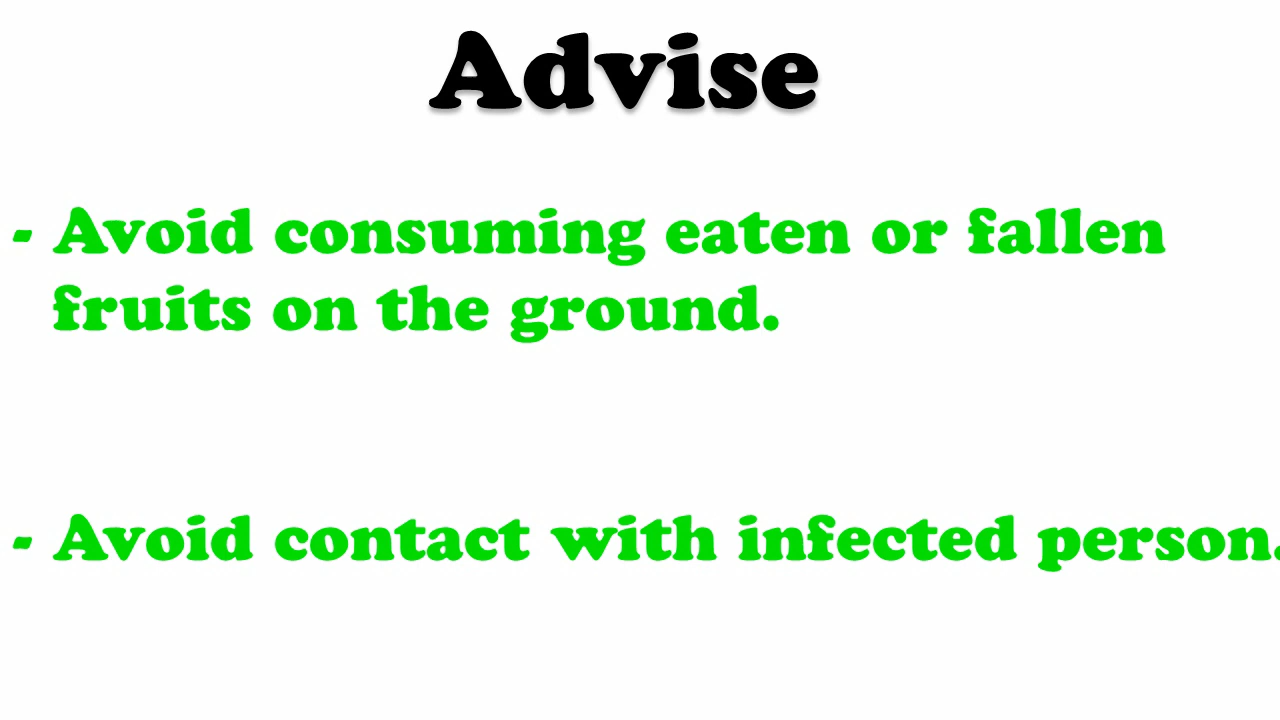 Advise
- Avoid consuming eaten or fallen
fruits on the ground.
- Avoid contact with infected person.